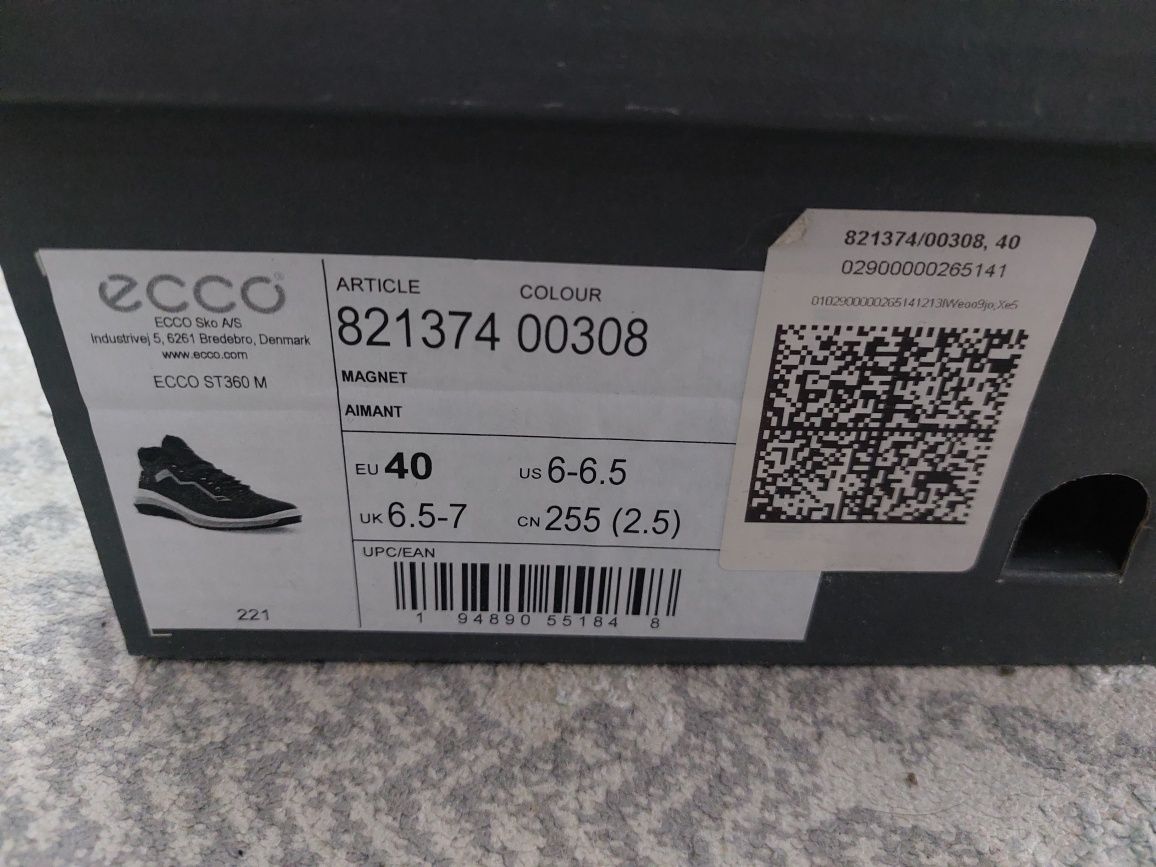 ecco®
ECCO Sko A/S
Industrivej 5, 6261 Bredebro, Denmark
www.ecco.com
ECCO ST360 M
221
ARTICLE COLOUR
821374 00308
MAGNET
AIMANT
EU 40 US 6-6.5
UK 6.5-7 CN 255 (2.5)
UPC/EAN
1 94890 55184 8
821374/00308, 40
02900000265141